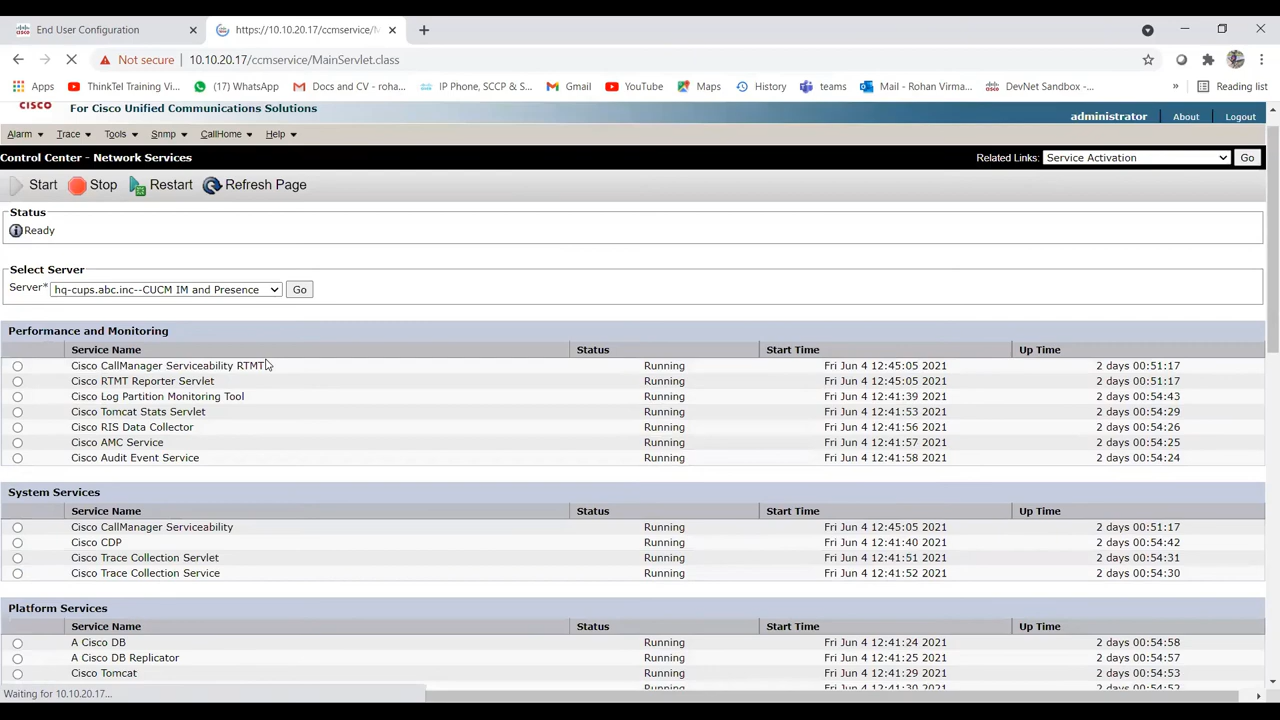 End User Configuration
https://10.10.20.17/ccmservice/
Not secure 10.10.20.17/ccmservice/MainServlet.class
Apps ThinkTel Training Vi... (17) WhatsApp Docs and CV - roha... IP Phone, SCCP & S... Gmail YouTube Maps History teams Mail - Rohan Virma... DevNet Sandbox -... » Reading list
CISCO For Cisco Unified Communications Solutions
administrator About Logout
Alarm Trace Tools Snmp CallHome Help
Control Center - Network Services Related Links: Service Activation Go
Start Stop Restart Refresh Page
Status
Ready
Select Server
Server* hq-cups.abc.inc--CUCM IM and Presence Go
Performance and Monitoring
Service Name Status Start Time Up Time
Cisco CallManager Serviceability RTMT Running Fri Jun 4 12:45:05 2021 2 days 00:51:17
Cisco RTMT Reporter Servlet Running Fri Jun 4 12:45:05 2021 2 days 00:51:17
Cisco Log Partition Monitoring Tool Running Fri Jun 4 12:41:39 2021 2 days 00:54:43
Cisco Tomcat Stats Servlet Running Fri Jun 4 12:41:53 2021 2 days 00:54:29
Cisco RIS Data Collector Running Fri Jun 4 12:41:56 2021 2 days 00:54:26
Cisco AMC Service Running Fri Jun 4 12:41:57 2021 2 days 00:54:25
Cisco Audit Event Service Running Fri Jun 4 12:41:58 2021 2 days 00:54:24
System Services
Service Name Status Start Time Up Time
Cisco CallManager Serviceability Running Fri Jun 4 12:45:05 2021 2 days 00:51:17
Cisco CDP Running Fri Jun 4 12:41:40 2021 2 days 00:54:42
Cisco Trace Collection Servlet Running Fri Jun 4 12:41:51 2021 2 days 00:54:31
Cisco Trace Collection Service Running Fri Jun 4 12:41:52 2021 2 days 00:54:30
Platform Services
Service Name Status Start Time Up Time
A Cisco DB Running Fri Jun 4 12:41:24 2021 2 days 00:54:58
A Cisco DB Replicator Running Fri Jun 4 12:41:25 2021 2 days 00:54:57
Cisco Tomcat Running Fri Jun 4 12:41:29 2021 2 days 00:54:53
Running Fri Jun 4 12:41:30 2021 2 days 00:54:52
Waiting for 10.10.20.17...